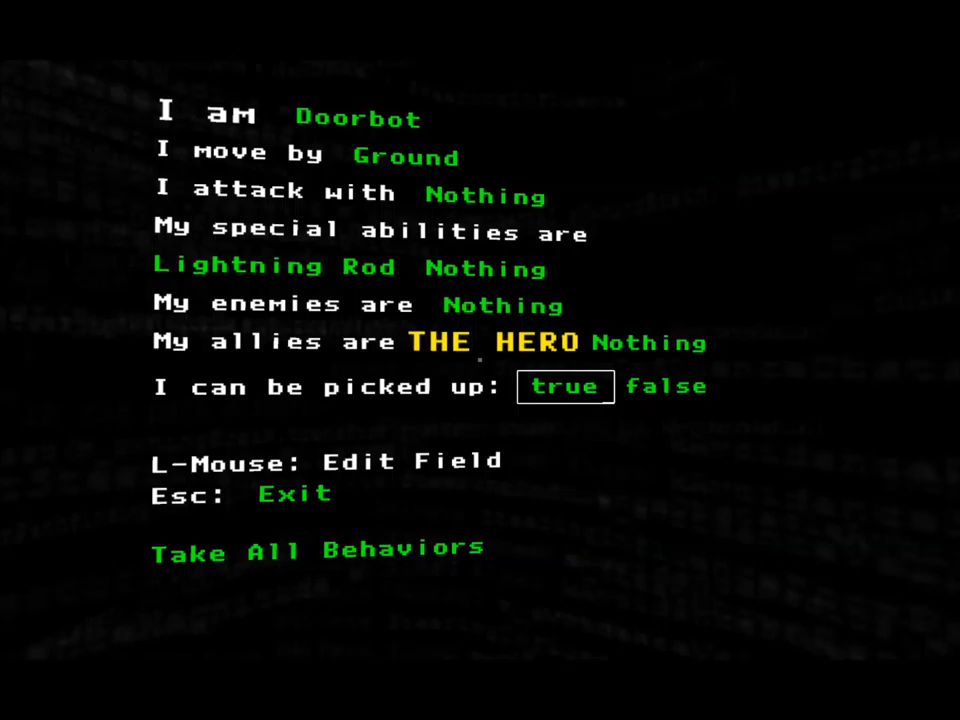 I am Doorbot
I move by Ground
I attack with Nothing
My special abilities are
Lightning Rod Nothing
My enemies are Nothing
My allies are THE HERO Nothing
I can be picked up: true false
L-Mouse: Edit Field
Esc: Exit
Take All Behaviors